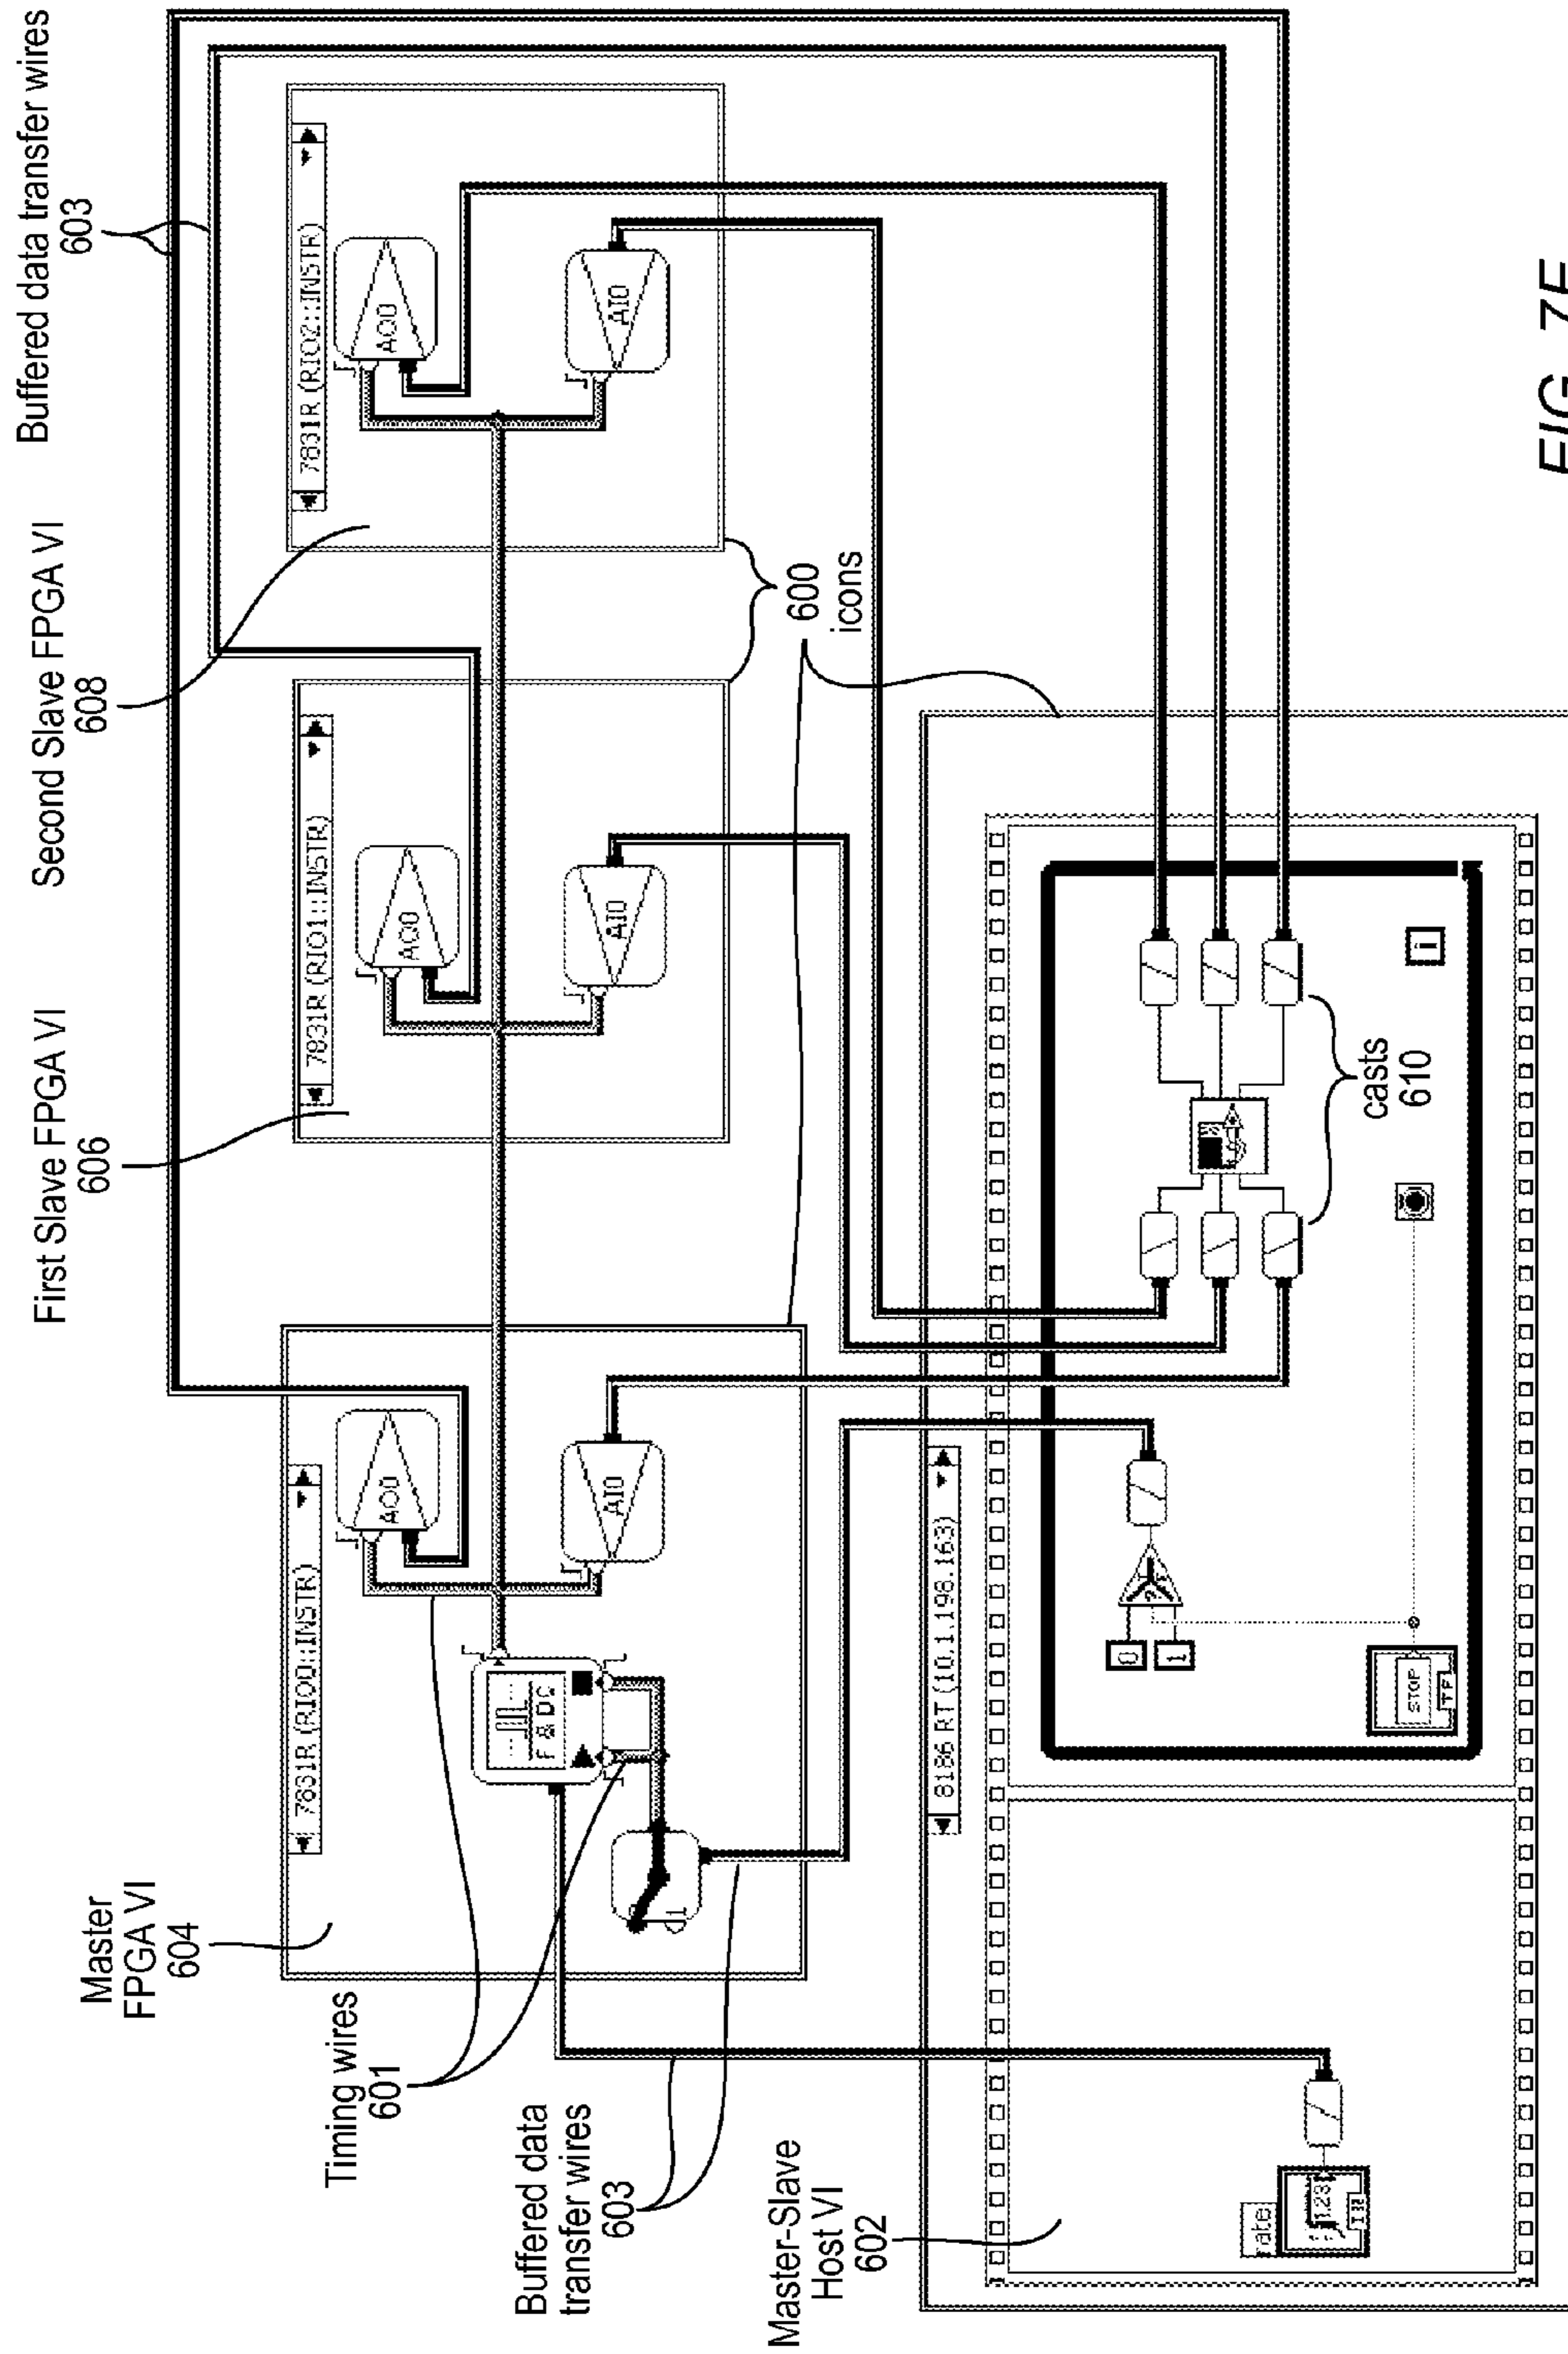 Master
FPGA VI
604
First Slave FPGA VI
606
Second Slave FPGA VI
608
Buffered data transfer wires
603
7831R (RIO0::INSTR)
7831R (RIO1::INSTR)
7831R (RIO2::INSTR)
AO0
AO0
AO0
AI0
AI0
AI0
Timing wires
601
Buffered data
transfer wires
603
600
icons
Master-Slave
Host VI
602
8186 RT (10.1.198.163)
0
1
i
STOP
TF
casts
610
rate
123